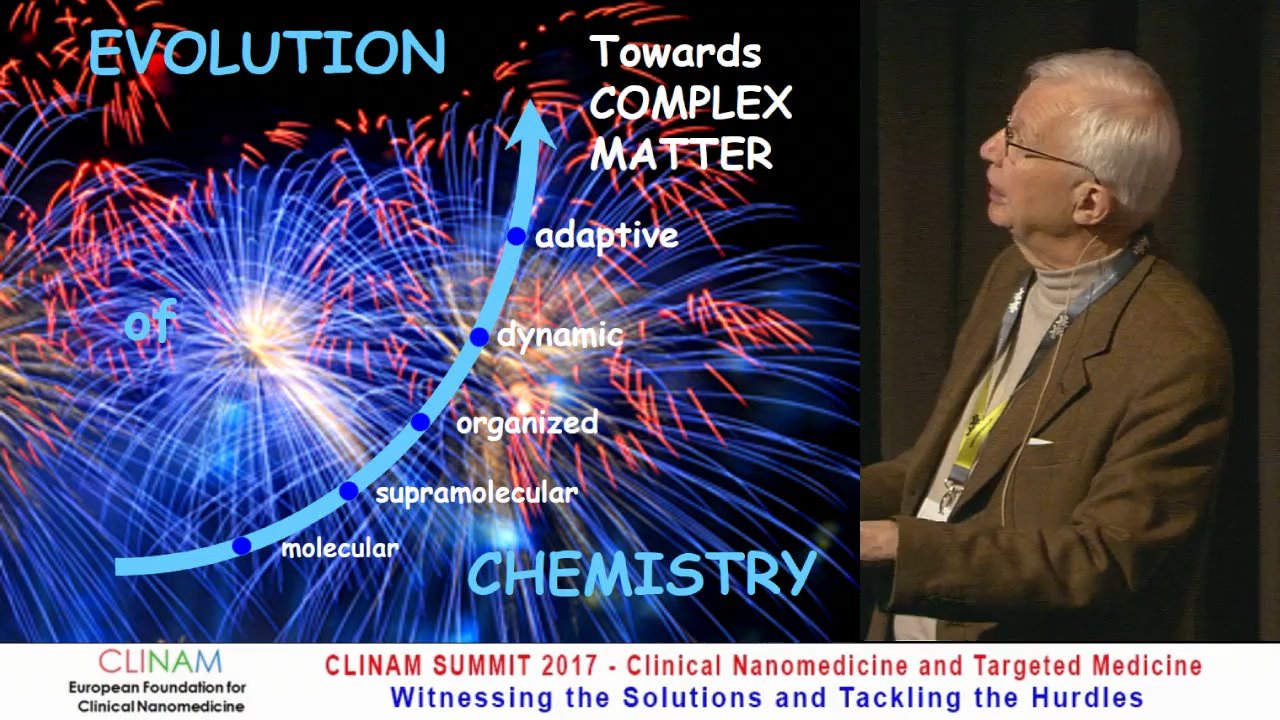 EVOLUTION
of
CHEMISTRY
Towards
COMPLEX
MATTER
adaptive
dynamic
organized
supramolecular
molecular
CLINAM
European Foundation for
Clinical Nanomedicine
CLINAM SUMMIT 2017 - Clinical Nanomedicine and Targeted Medicine
Witnessing the Solutions and Tackling the Hurdles